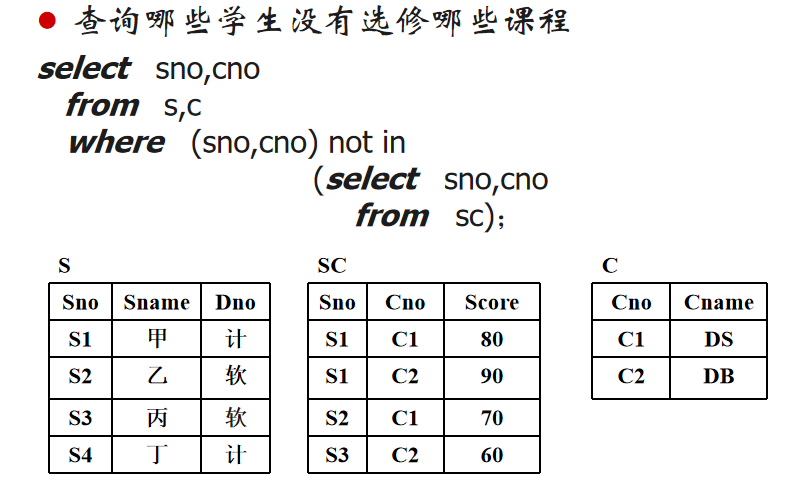 ● 查询哪些学生没有选修哪些课程
select sno,cno
from s,c
where (sno,cno) not in
(select sno,cno
from sc);
S
Sno Sname Dno
S1 甲 计
S2 乙 软
S3 丙 软
S4 丁 计
SC
Sno Cno Score
S1 C1 80
S1 C2 90
S2 C1 70
S3 C2 60
C
Cno Cname
C1 DS
C2 DB